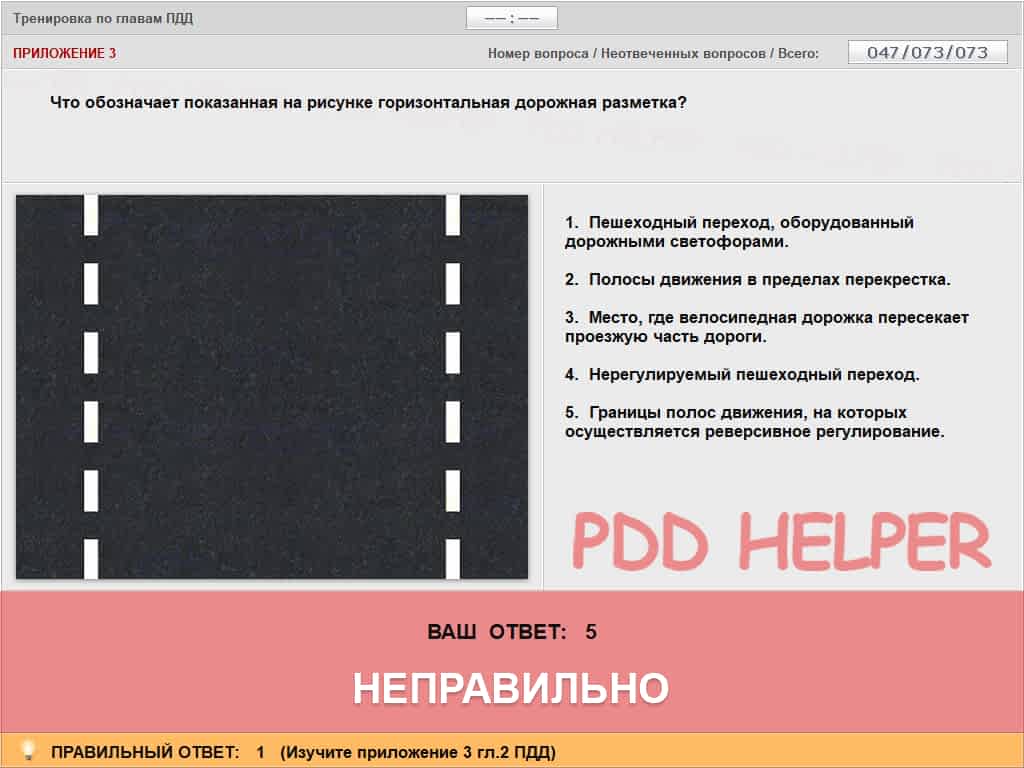 Тренировка по главам ПДД
—— : ——
ПРИЛОЖЕНИЕ 3
Номер вопроса / Неотвеченных вопросов / Всего:
047/073/073
Что обозначает показанная на рисунке горизонтальная дорожная разметка?
1. Пешеходный переход, оборудованный
дорожными светофорами.
2. Полосы движения в пределах перекрестка.
3. Место, где велосипедная дорожка пересекает
проезжую часть дороги.
4. Нерегулируемый пешеходный переход.
5. Границы полос движения, на которых
осуществляется реверсивное регулирование.
PDD HELPER
ВАШ ОТВЕТ: 5
НЕПРАВИЛЬНО
ПРАВИЛЬНЫЙ ОТВЕТ: 1 (Изучите приложение 3 гл.2 ПДД)